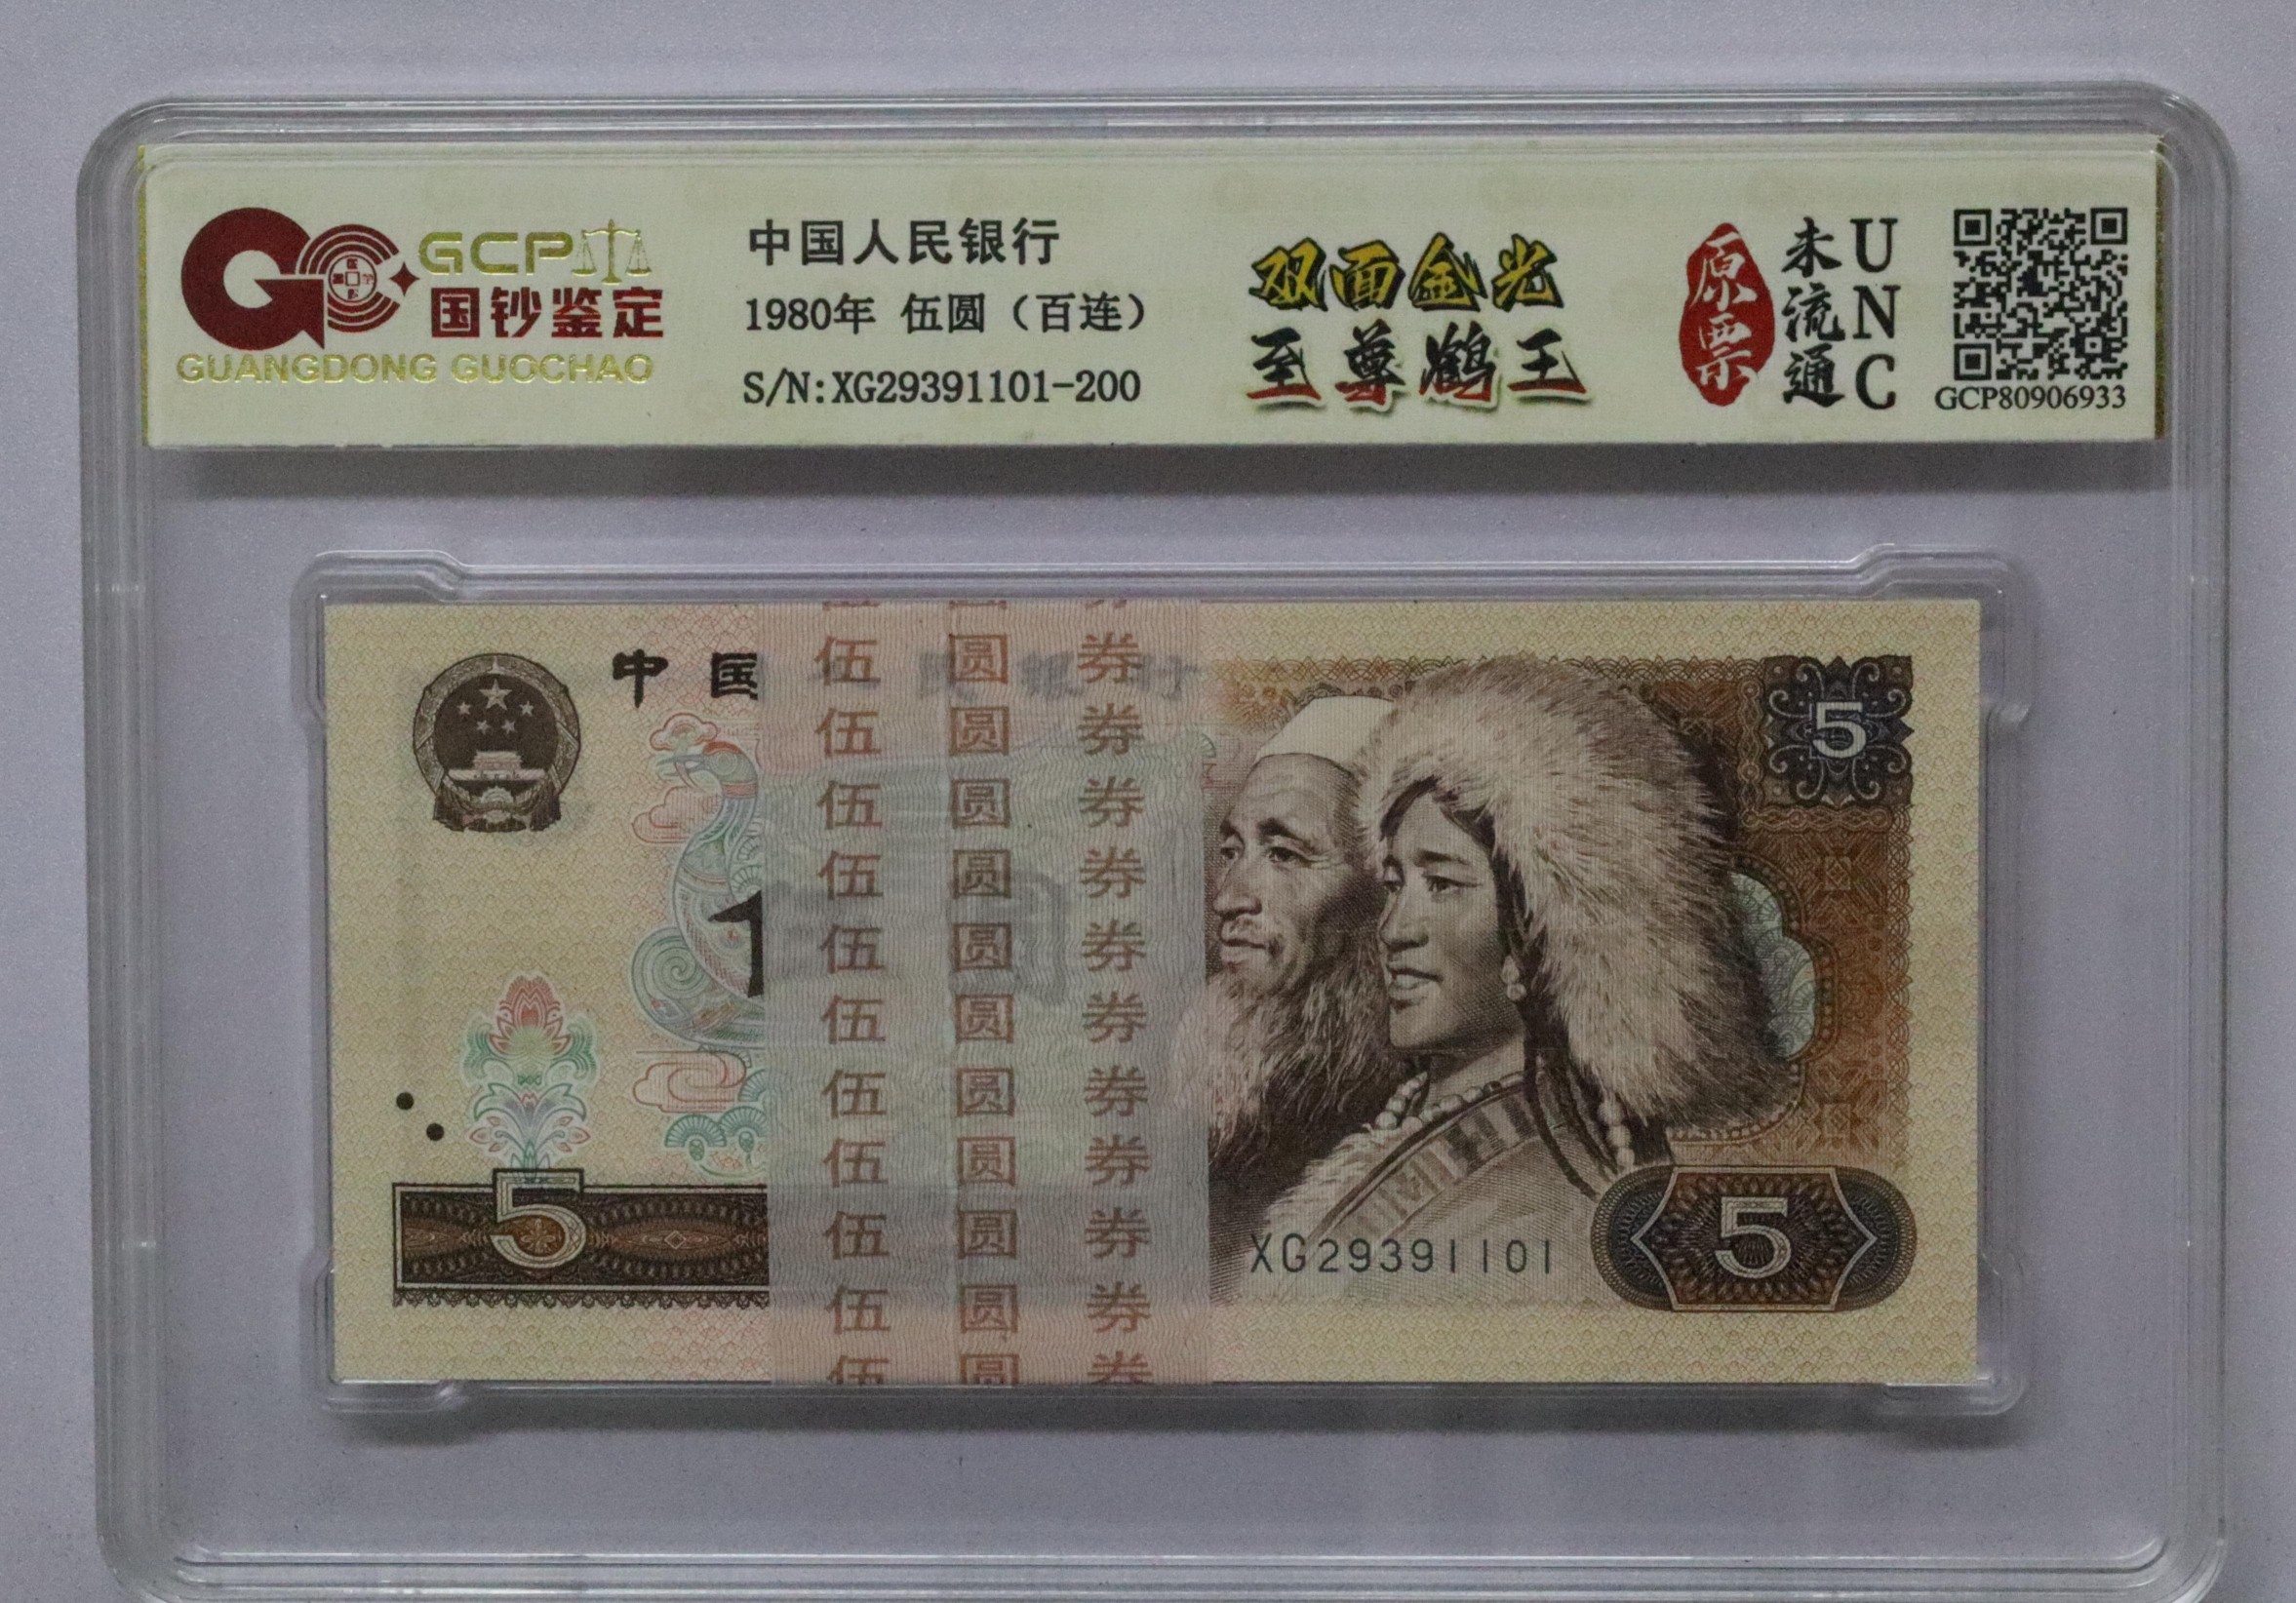 GCP
国钞鉴定
GUANGDONG GUOCHAO
中国人民银行
1980年 伍圆（百连）
S/N:XG29391101-200
双面金光
至尊鹤王
原票
未流通
UNC
GCP80906933
中国
5
伍 圆 券
伍 圆 券
伍 圆 券
伍 圆 券
伍 圆 券
伍 圆 券
伍 圆 券
伍 圆 券
伍 圆 券
伍 圆 券
伍 圆 券
5
XG29391101
5